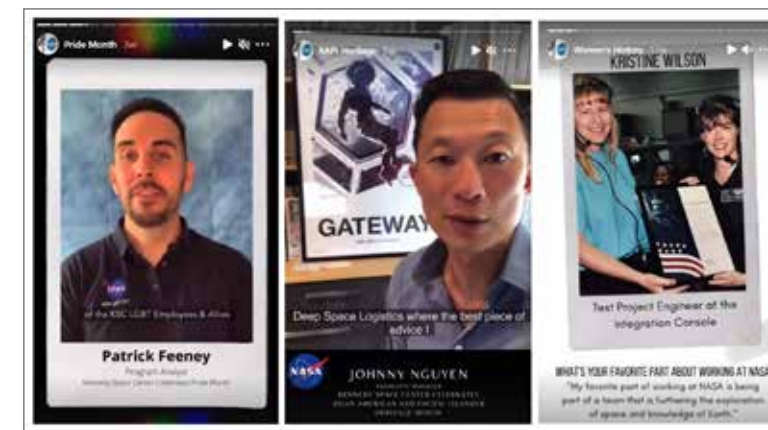 Pride Month
of the KSC LGBT Employees & Allies
Patrick Feeney
Program Analyst
Kennedy Space Center Celebrates Pride Month
AAPI Heritage
GATEWAY
Deep Space Logistics where the best piece of
advice I
NASA
JOHNNY NGUYEN
KENNEDY SPACE CENTER CELEBRATES
ASIAN AMERICAN AND PACIFIC ISLANDER
HERITAGE MONTH
Women's History
KRISTINE WILSON
Test Project Engineer at the
Integration Console
WHAT'S YOUR FAVORITE PART ABOUT WORKING AT NASA
"My favorite part of working at NASA is being
part of a team that is furthering the exploration
of space and knowledge of Earth."